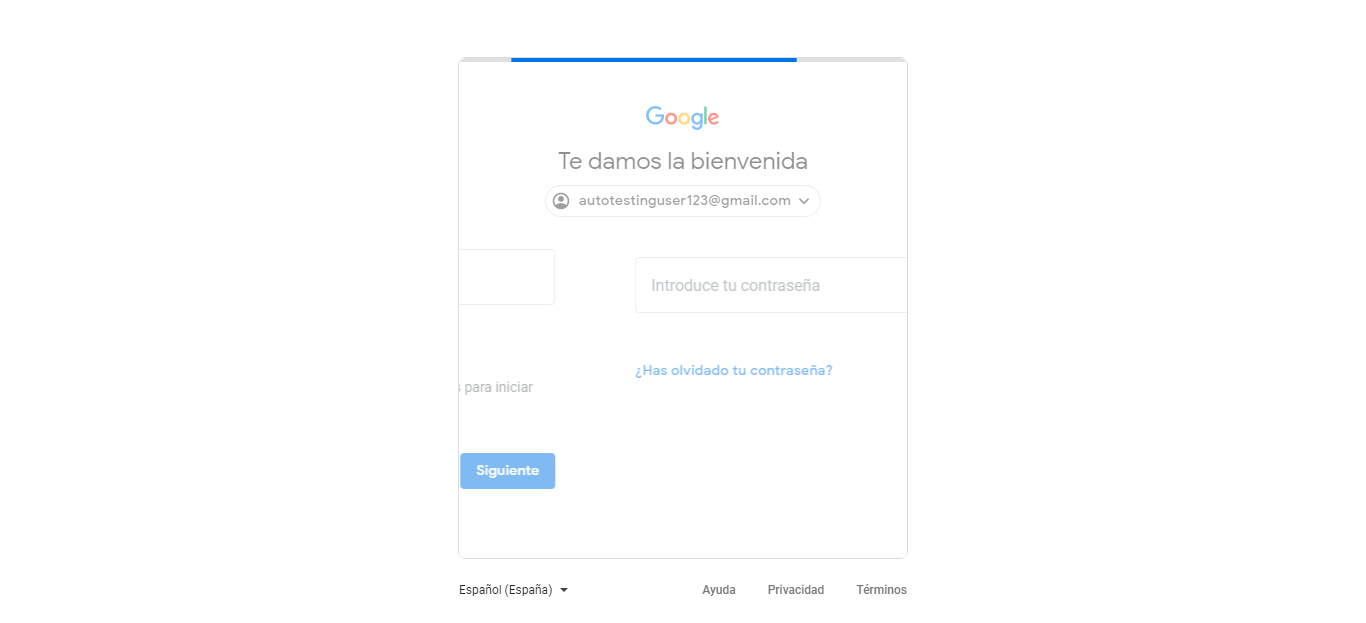 Google
Te damos la bienvenida
autotestinguser123@gmail.com
Introduce tu contraseña
¿Has olvidado tu contraseña?
para iniciar
Siguiente
Español (España)
Ayuda Privacidad Términos